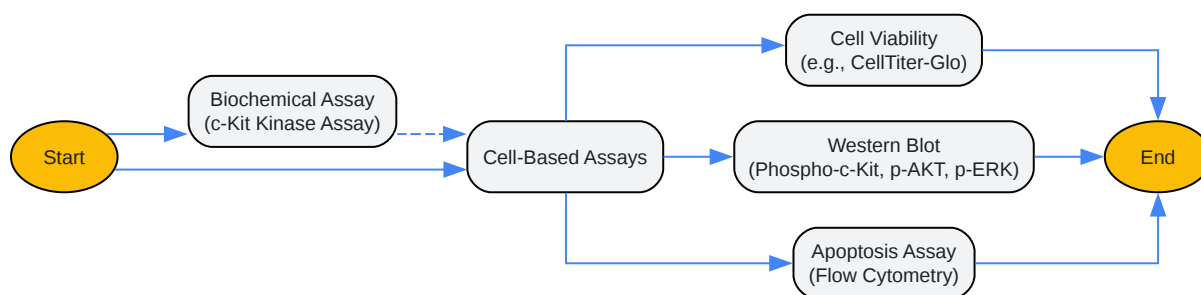 Start
Biochemical Assay
(c-Kit Kinase Assay)
Cell-Based Assays
Cell Viability
(e.g., CellTiter-Glo)
Western Blot
(Phospho-c-Kit, p-AKT, p-ERK)
Apoptosis Assay
(Flow Cytometry)
End